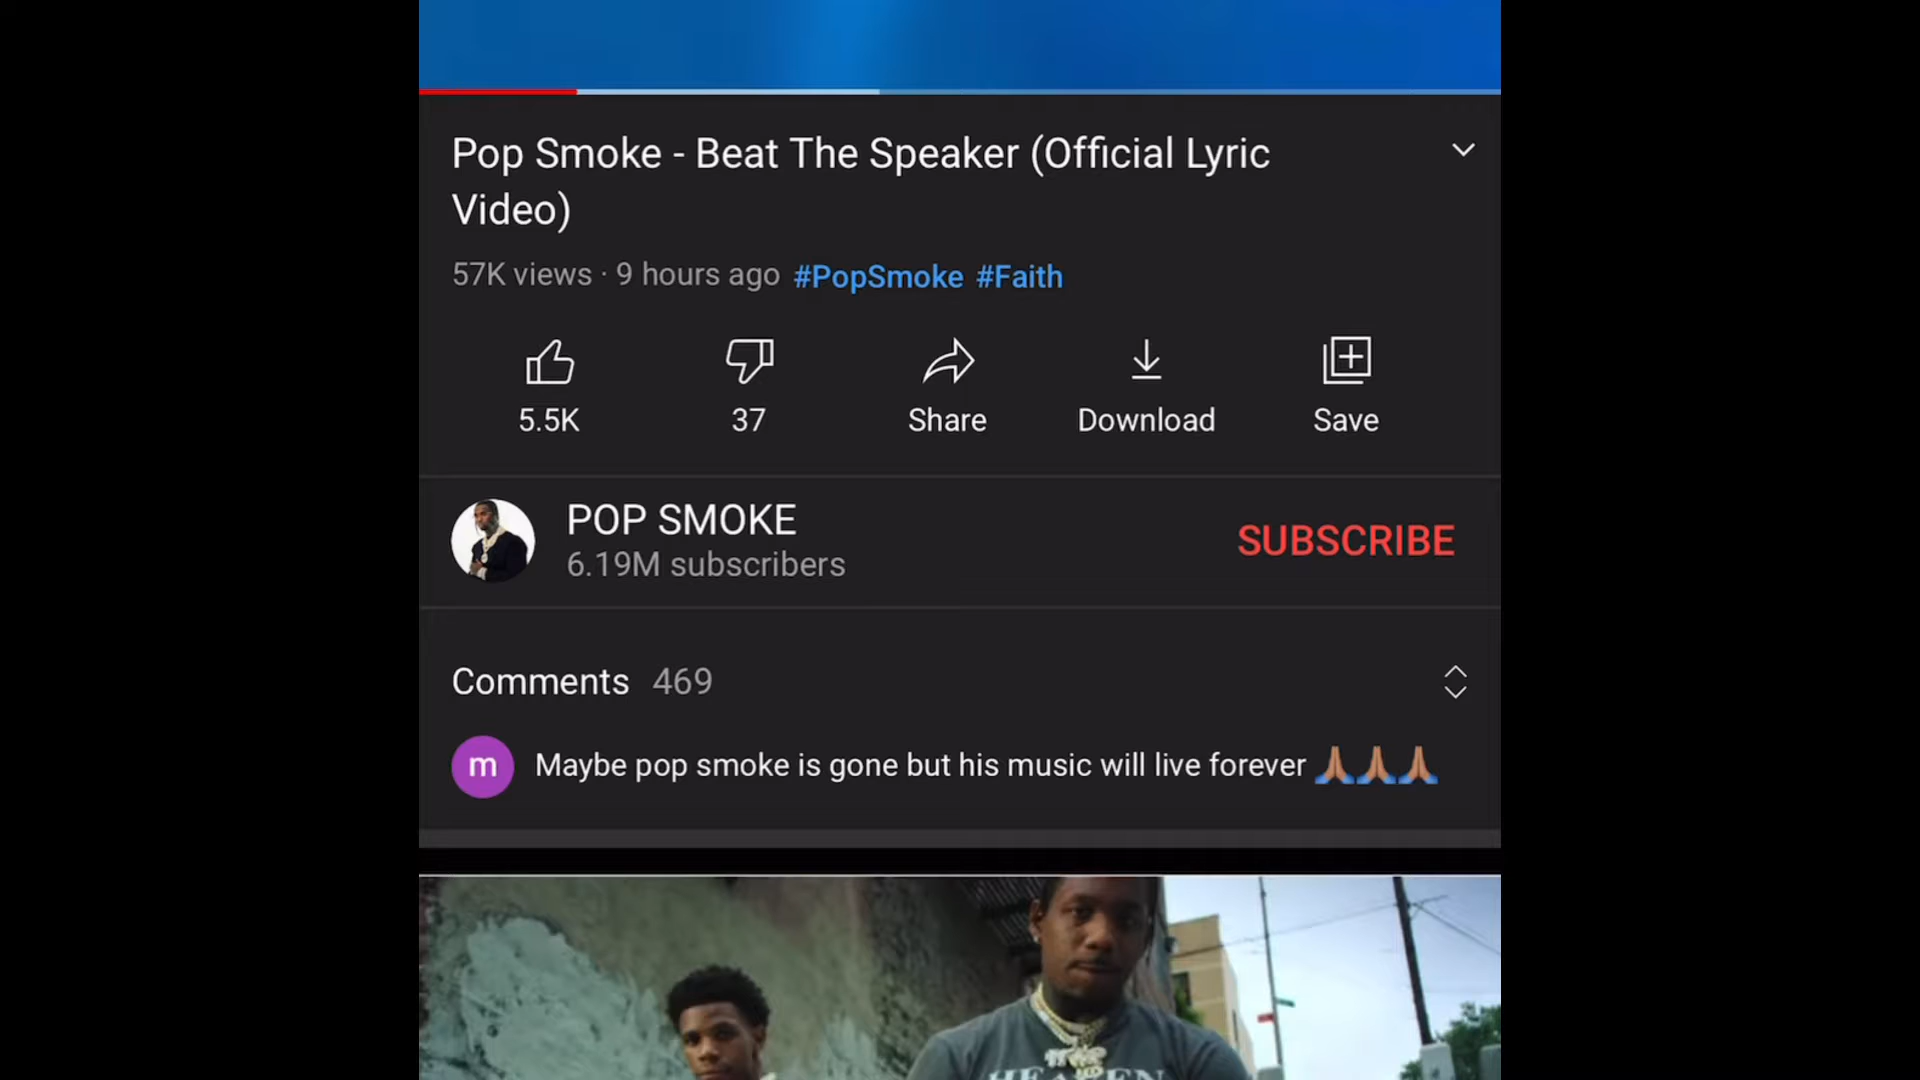 Pop Smoke - Beat The Speaker (Official Lyric
Video)
57K views · 9 hours ago #PopSmoke #Faith
5.5K 37 Share Download Save
POP SMOKE
6.19M subscribers
SUBSCRIBE
Comments 469
m
Maybe pop smoke is gone but his music will live forever 🙏🏽🙏🏽🙏🏽
HEAVEN